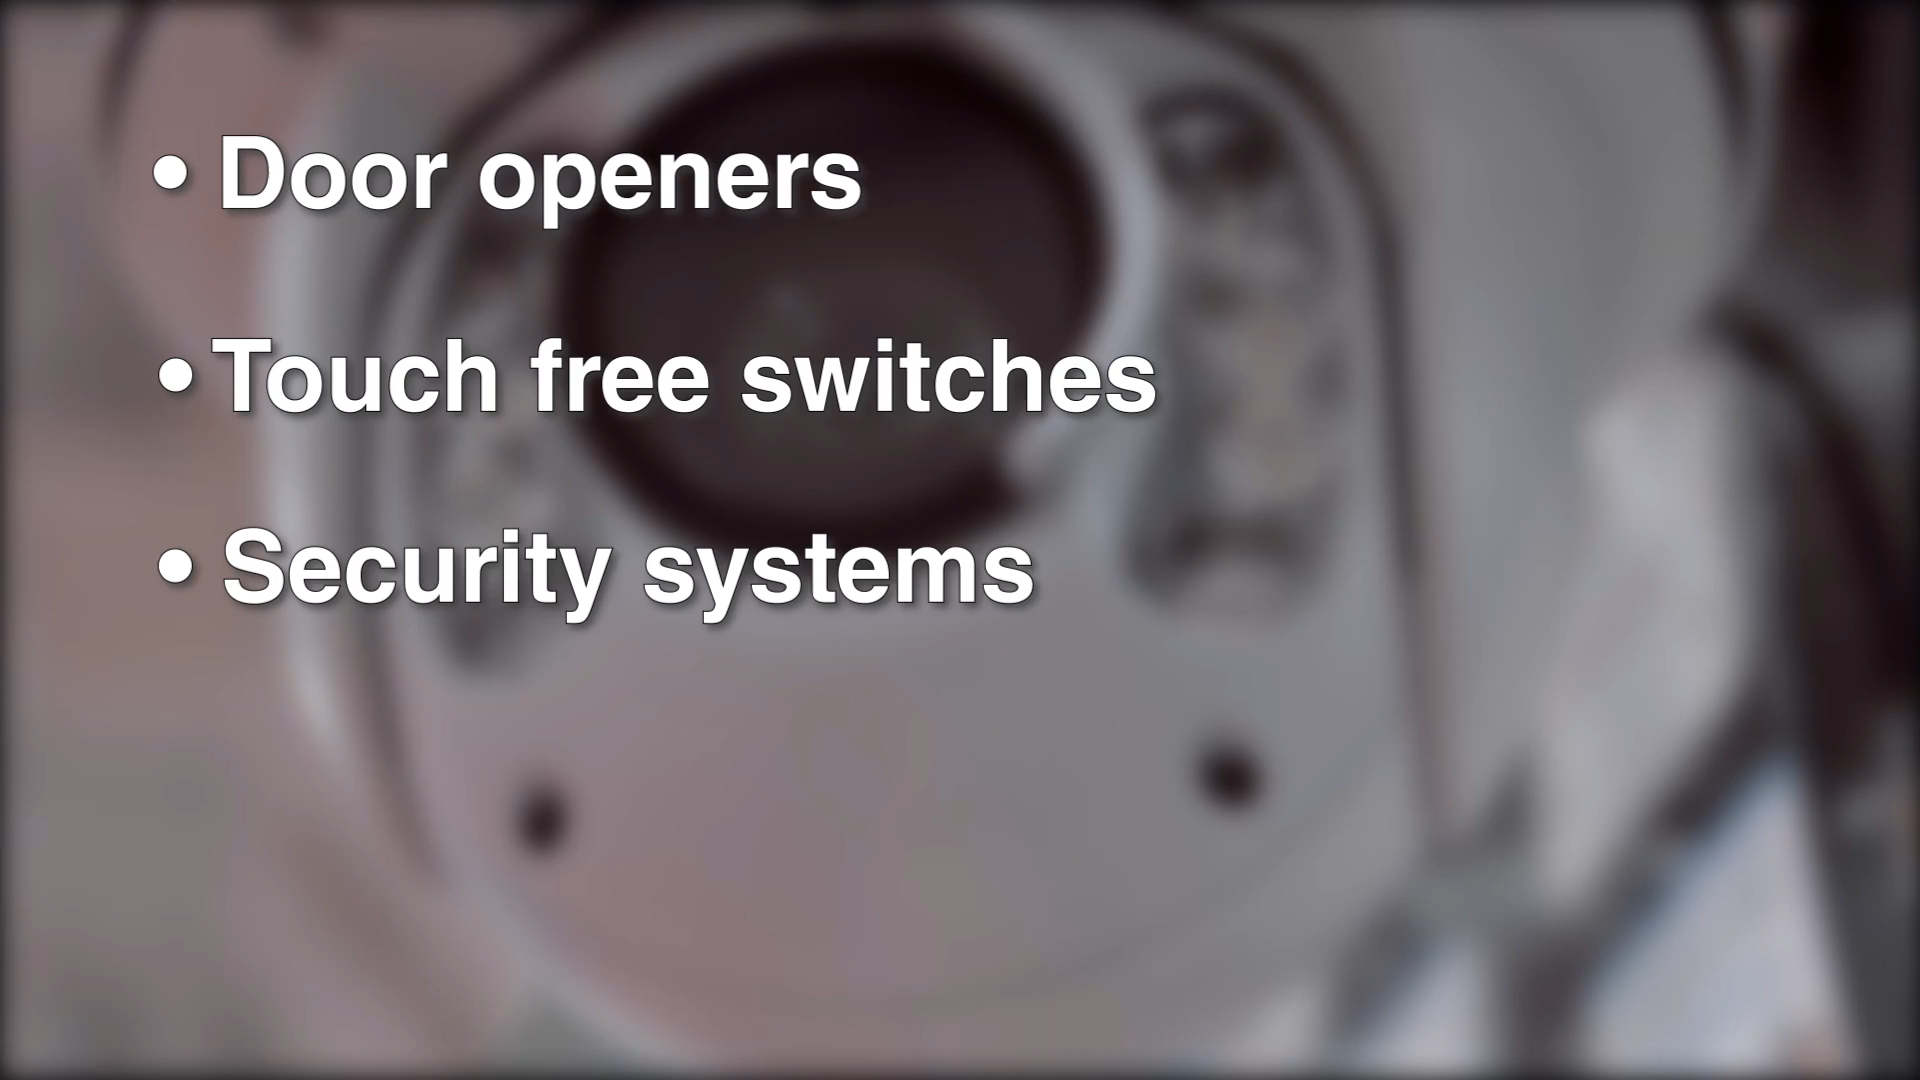 • Door openers
• Touch free switches
• Security systems